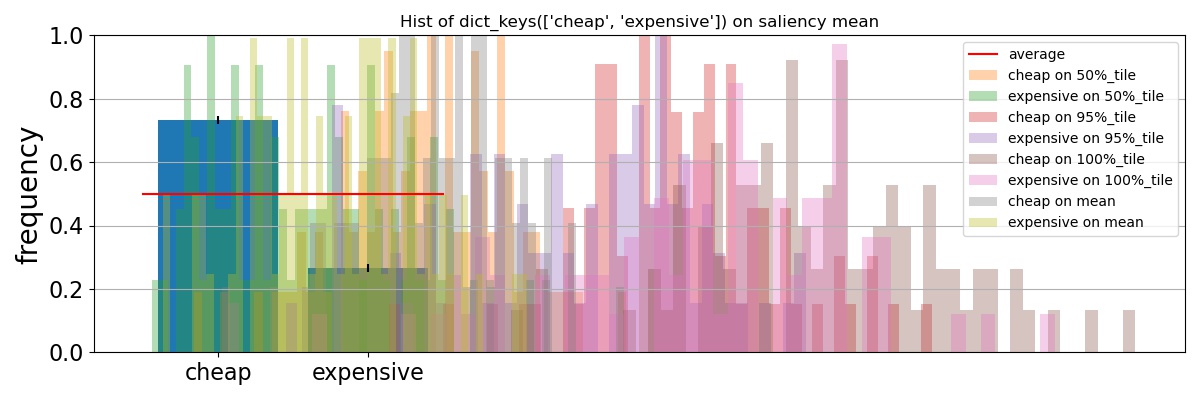 Hist of dict_keys(['cheap', 'expensive']) on saliency mean
frequency
1.0
0.8
0.6
0.4
0.2
0.0
cheap
expensive
average
cheap on 50%_tile
expensive on 50%_tile
cheap on 95%_tile
expensive on 95%_tile
cheap on 100%_tile
expensive on 100%_tile
cheap on mean
expensive on mean